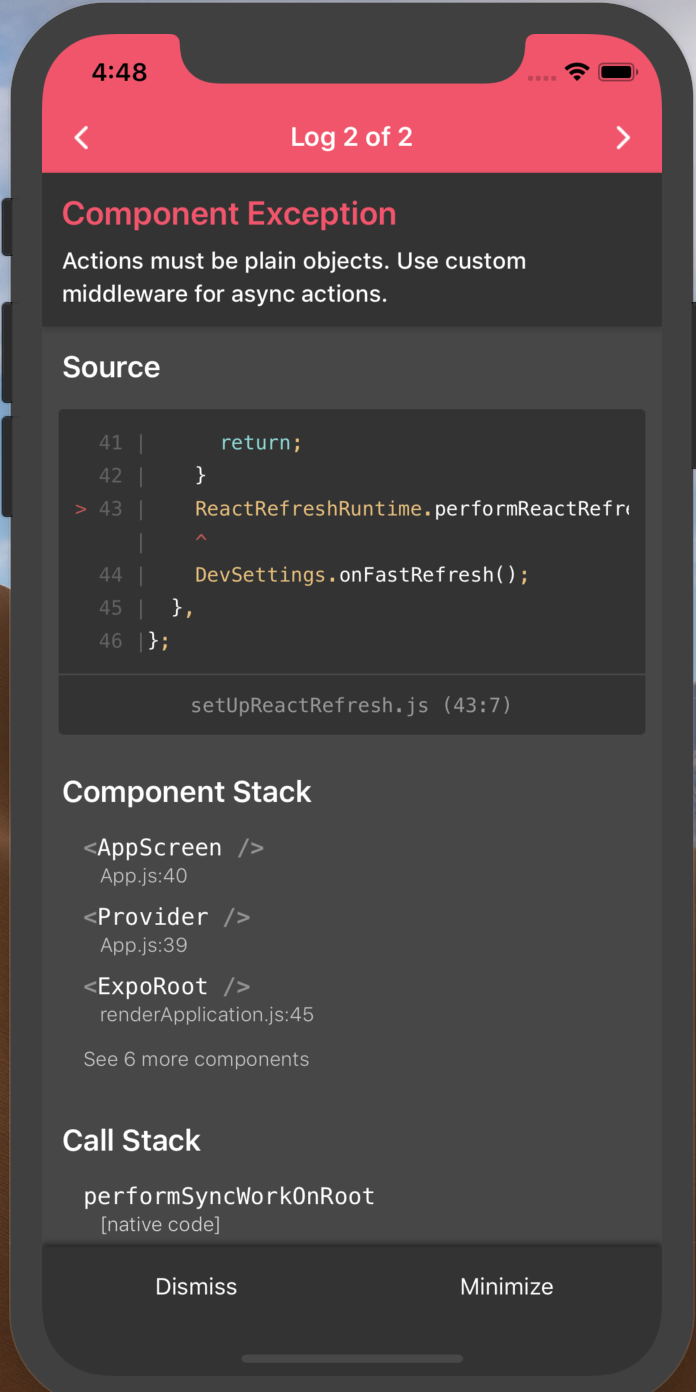 4:48
Log 2 of 2
Component Exception
Actions must be plain objects. Use custom
middleware for async actions.
Source
41 |      return;
42 |    }
> 43 |    ReactRefreshRuntime.performReactRefre
|    ^
44 |    DevSettings.onFastRefresh();
45 |  },
46 |};
setUpReactRefresh.js (43:7)
Component Stack
<AppScreen />
App.js:40
<Provider />
App.js:39
<ExpoRoot />
renderApplication.js:45
See 6 more components
Call Stack
performSyncWorkOnRoot
[native code]
Dismiss
Minimize